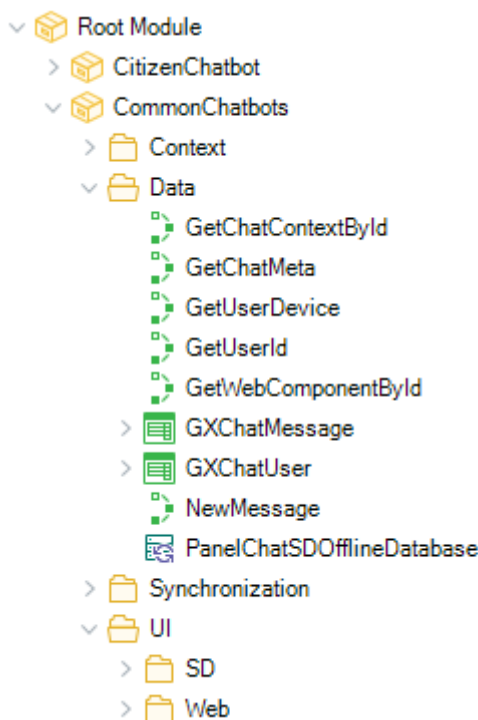 Root Module
CitizenChatbot
CommonChatbots
Context
Data
GetChatContextById
GetChatMeta
GetUserDevice
GetUserId
GetWebComponentById
GXChatMessage
GXChatUser
NewMessage
PanelChatSDOfflineDatabase
Synchronization
UI
SD
Web